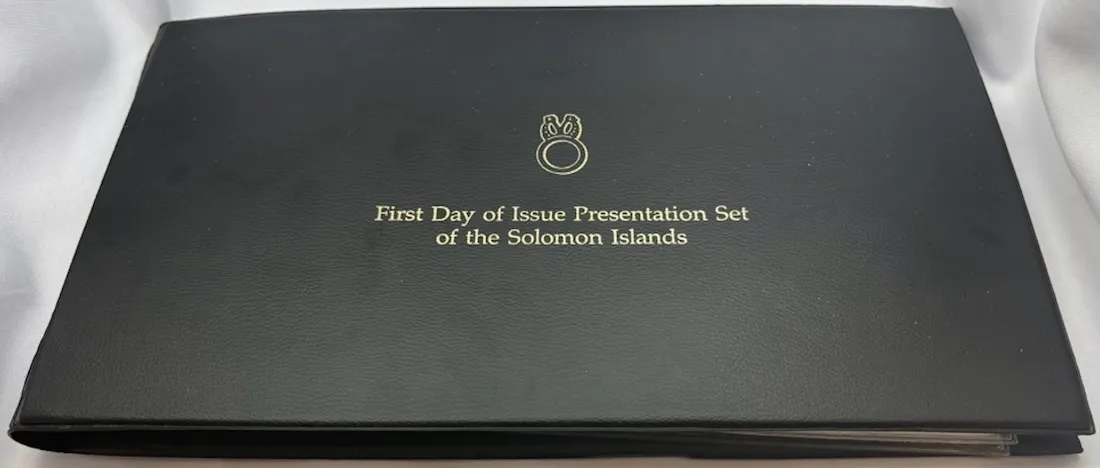 First Day of Issue Presentation Set
of the Solomon Islands